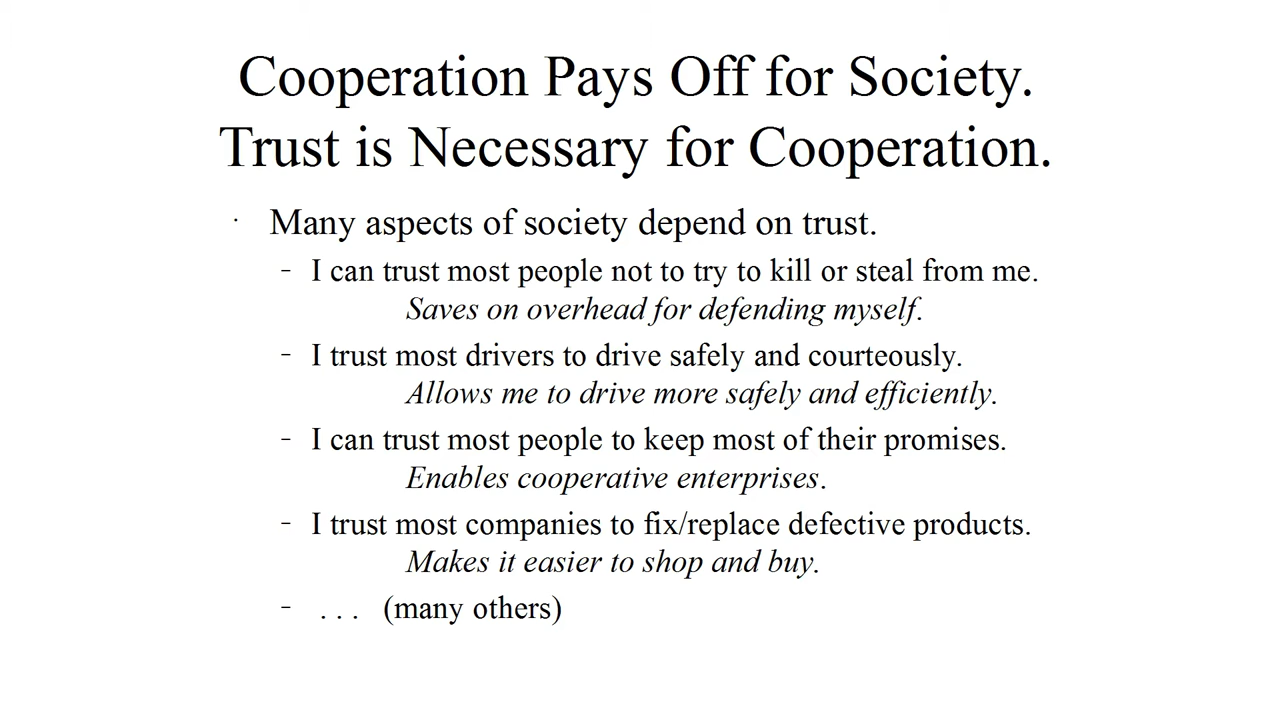 Cooperation Pays Off for Society.
Trust is Necessary for Cooperation.
· Many aspects of society depend on trust.
– I can trust most people not to try to kill or steal from me.
Saves on overhead for defending myself.
– I trust most drivers to drive safely and courteously.
Allows me to drive more safely and efficiently.
– I can trust most people to keep most of their promises.
Enables cooperative enterprises.
– I trust most companies to fix/replace defective products.
Makes it easier to shop and buy.
– . . . (many others)